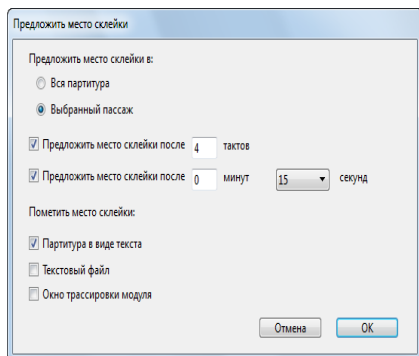 Предложить место склейки
Предложить место склейки в:
Вся партитура
Выбранный пассаж
Предложить место склейки после 4 тактов
Предложить место склейки после 0 минут 15 секунд
Пометить место склейки:
Партитура в виде текста
Текстовый файл
Окно трассировки модуля
Отмена OK